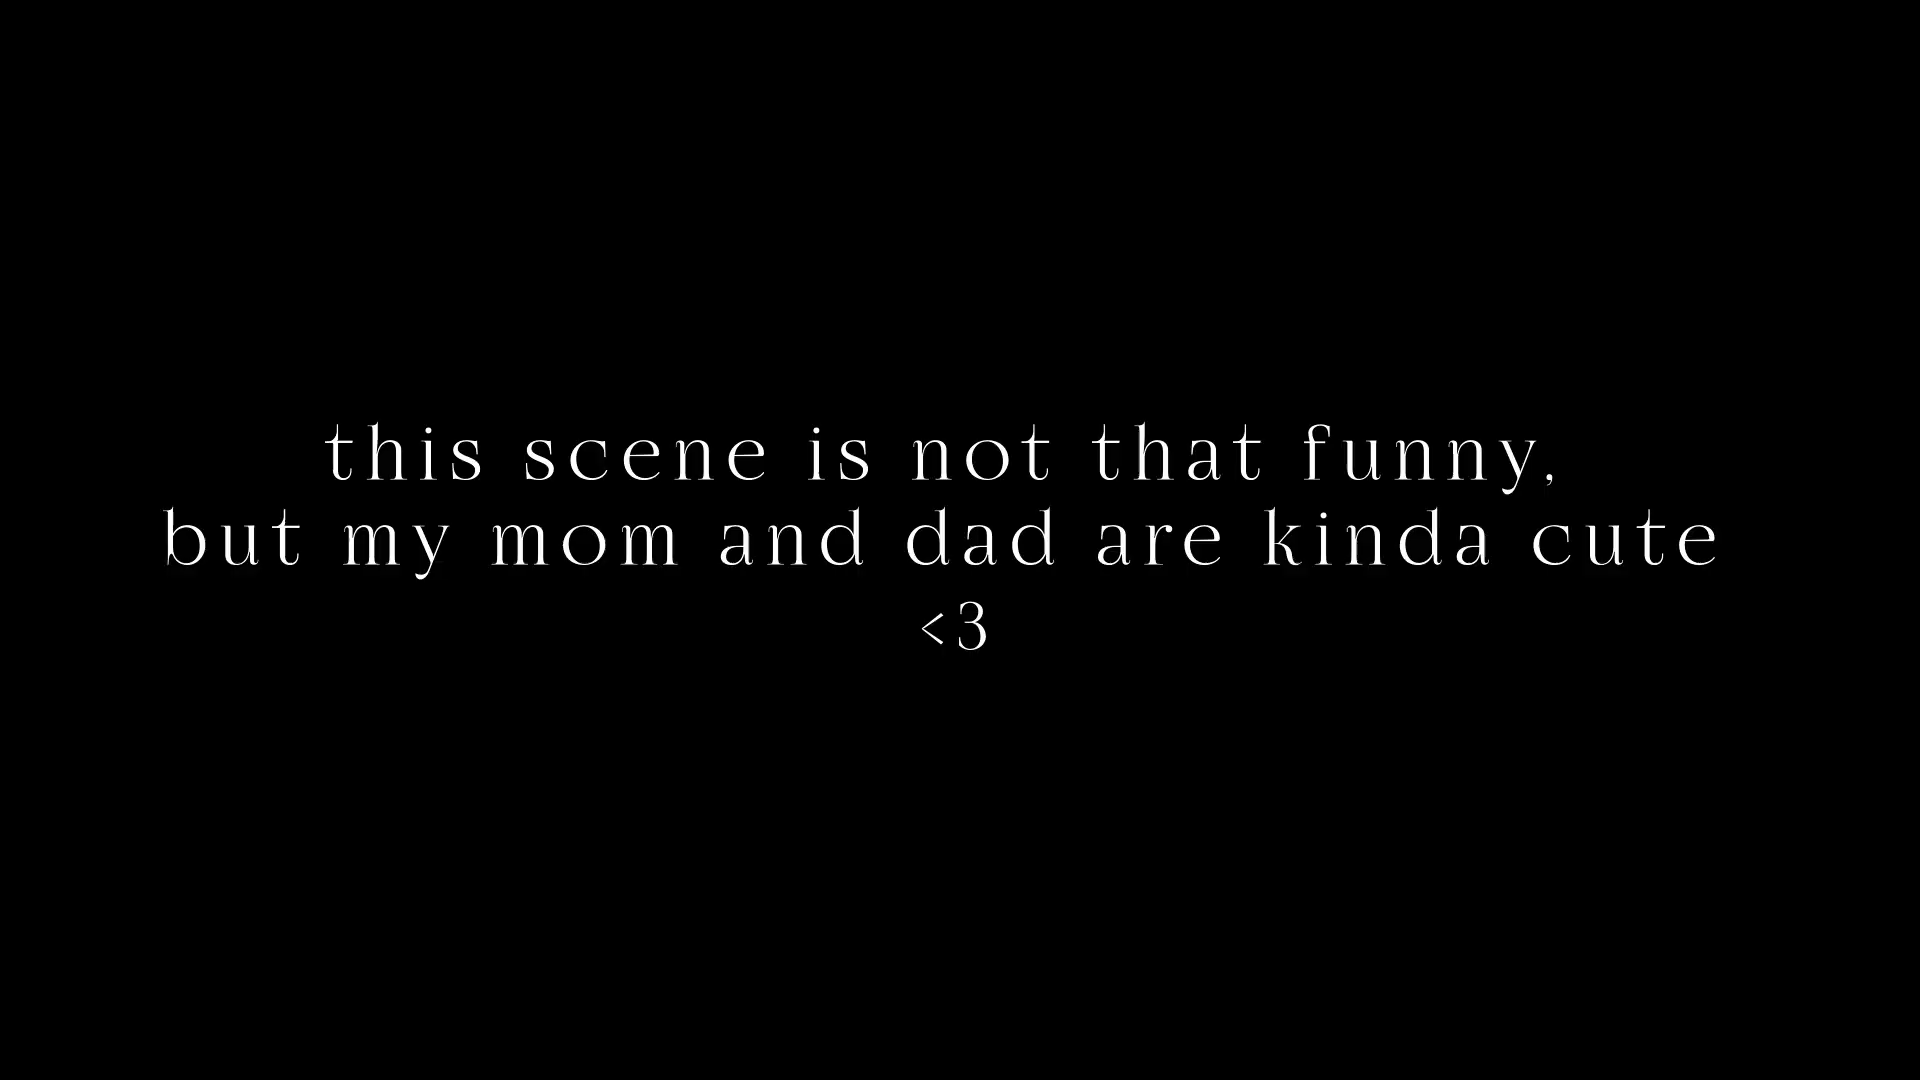 this scene is not that funny,
but my mom and dad are kinda cute
<3